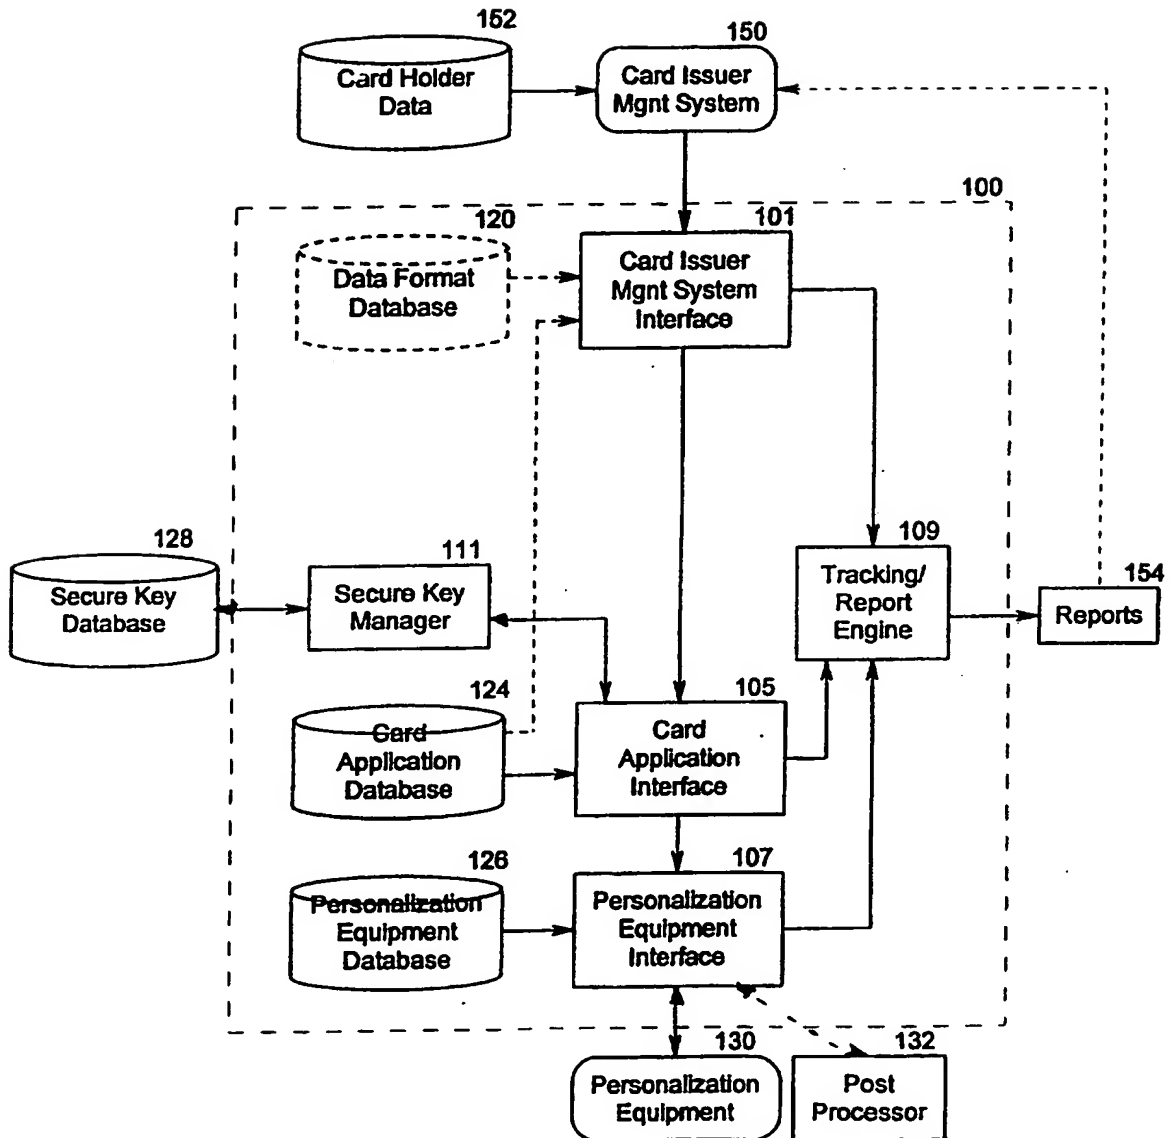 152
Card Holder
Data
150
Card Issuer
Mgnt System
100
120
Data Format
Database
101
Card Issuer
Mgnt System
Interface
128
Secure Key
Database
111
Secure Key
Manager
109
Tracking/
Report
Engine
154
Reports
124
Card
Application
Database
105
Card
Application
Interface
126
Personalization
Equipment
Database
107
Personalization
Equipment
Interface
130
Personalization
Equipment
132
Post
Processor